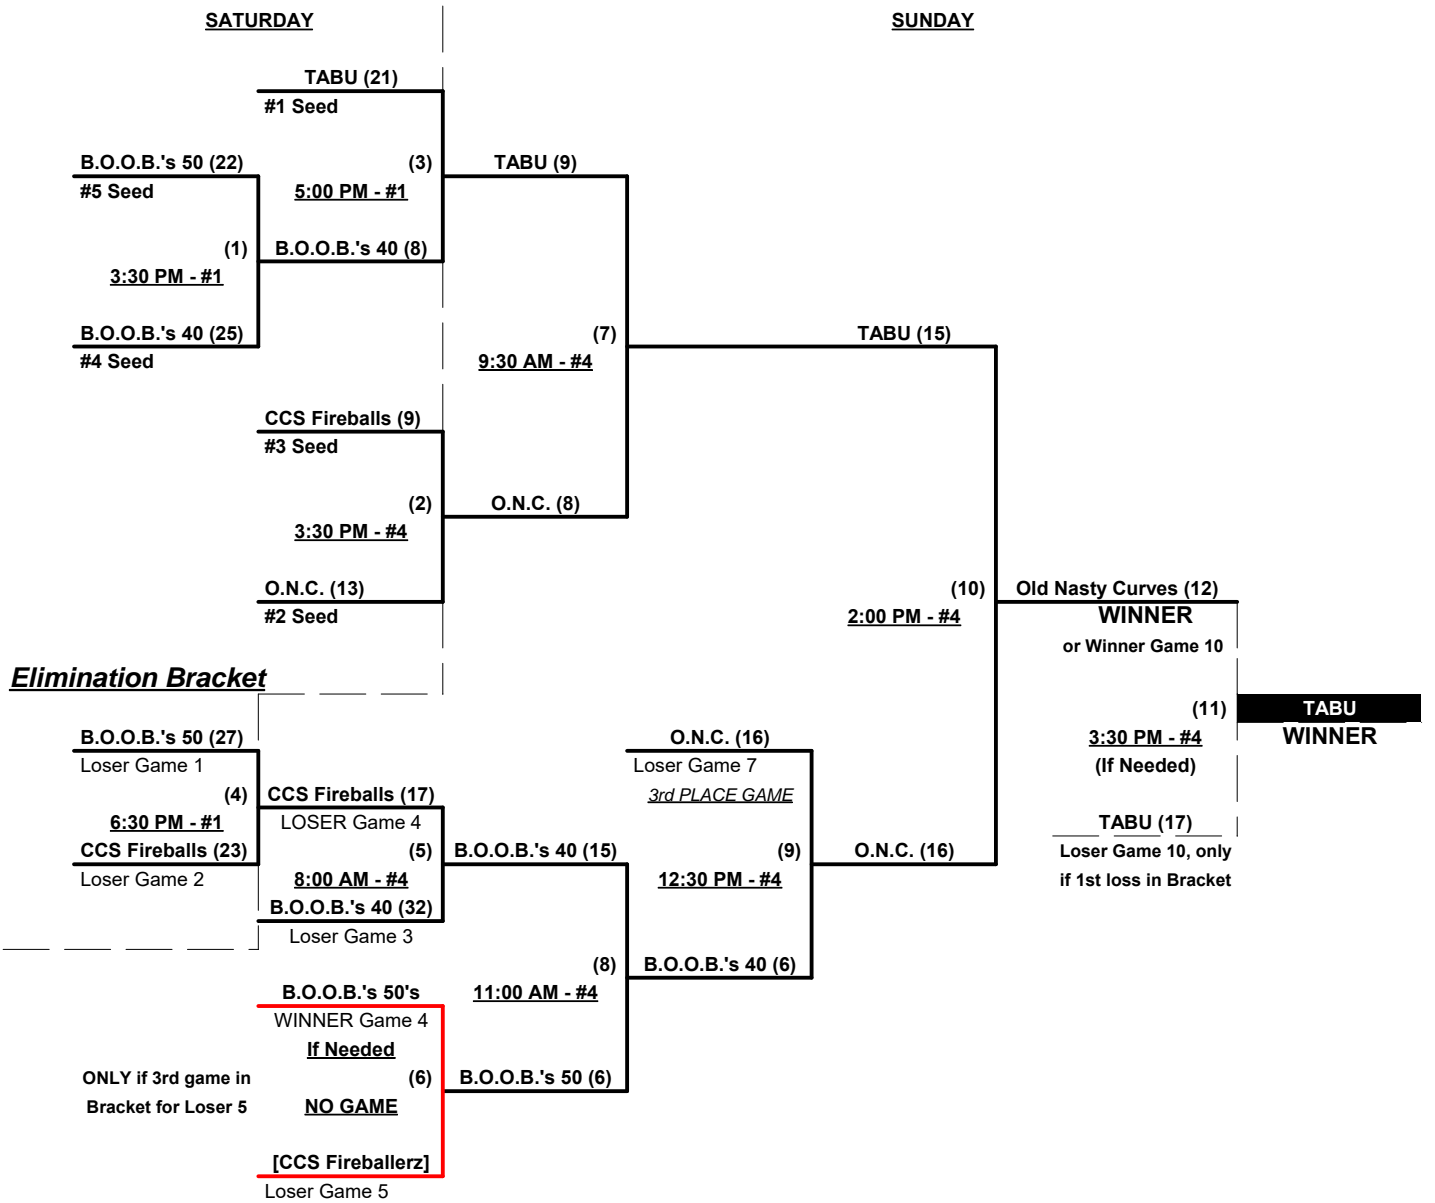 SATURDAY
SUNDAY
TABU (21)
#1 Seed
B.O.O.B.'s 50 (22)
(3)
TABU (9)
#5 Seed
5:00 PM - #1
(1)
B.O.O.B.'s 40 (8)
3:30 PM - #1
B.O.O.B.'s 40 (25)
(7)
TABU (15)
#4 Seed
9:30 AM - #4
CCS Fireballs (9)
#3 Seed
(2)
O.N.C. (8)
3:30 PM - #4
O.N.C. (13)
(10)
Old Nasty Curves (12)
#2 Seed
2:00 PM - #4
WINNER
or Winner Game 10
Elimination Bracket
(11)
TABU
B.O.O.B.'s 50 (27)
O.N.C. (16)
3:30 PM - #4
WINNER
Loser Game 1
Loser Game 7
(If Needed)
(4)
CCS Fireballs (17)
3rd PLACE GAME
6:30 PM - #1
LOSER Game 4
TABU (17)
CCS Fireballs (23)
(5)
B.O.O.B.'s 40 (15)
(9)
O.N.C. (16)
Loser Game 10, only
Loser Game 2
8:00 AM - #4
12:30 PM - #4
if 1st loss in Bracket
B.O.O.B.'s 40 (32)
Loser Game 3
(8)
B.O.O.B.'s 40 (6)
B.O.O.B.'s 50's
11:00 AM - #4
WINNER Game 4
If Needed
ONLY if 3rd game in
(6)
B.O.O.B.'s 50 (6)
Bracket for Loser 5
NO GAME
[CCS Fireballerz]
Loser Game 5